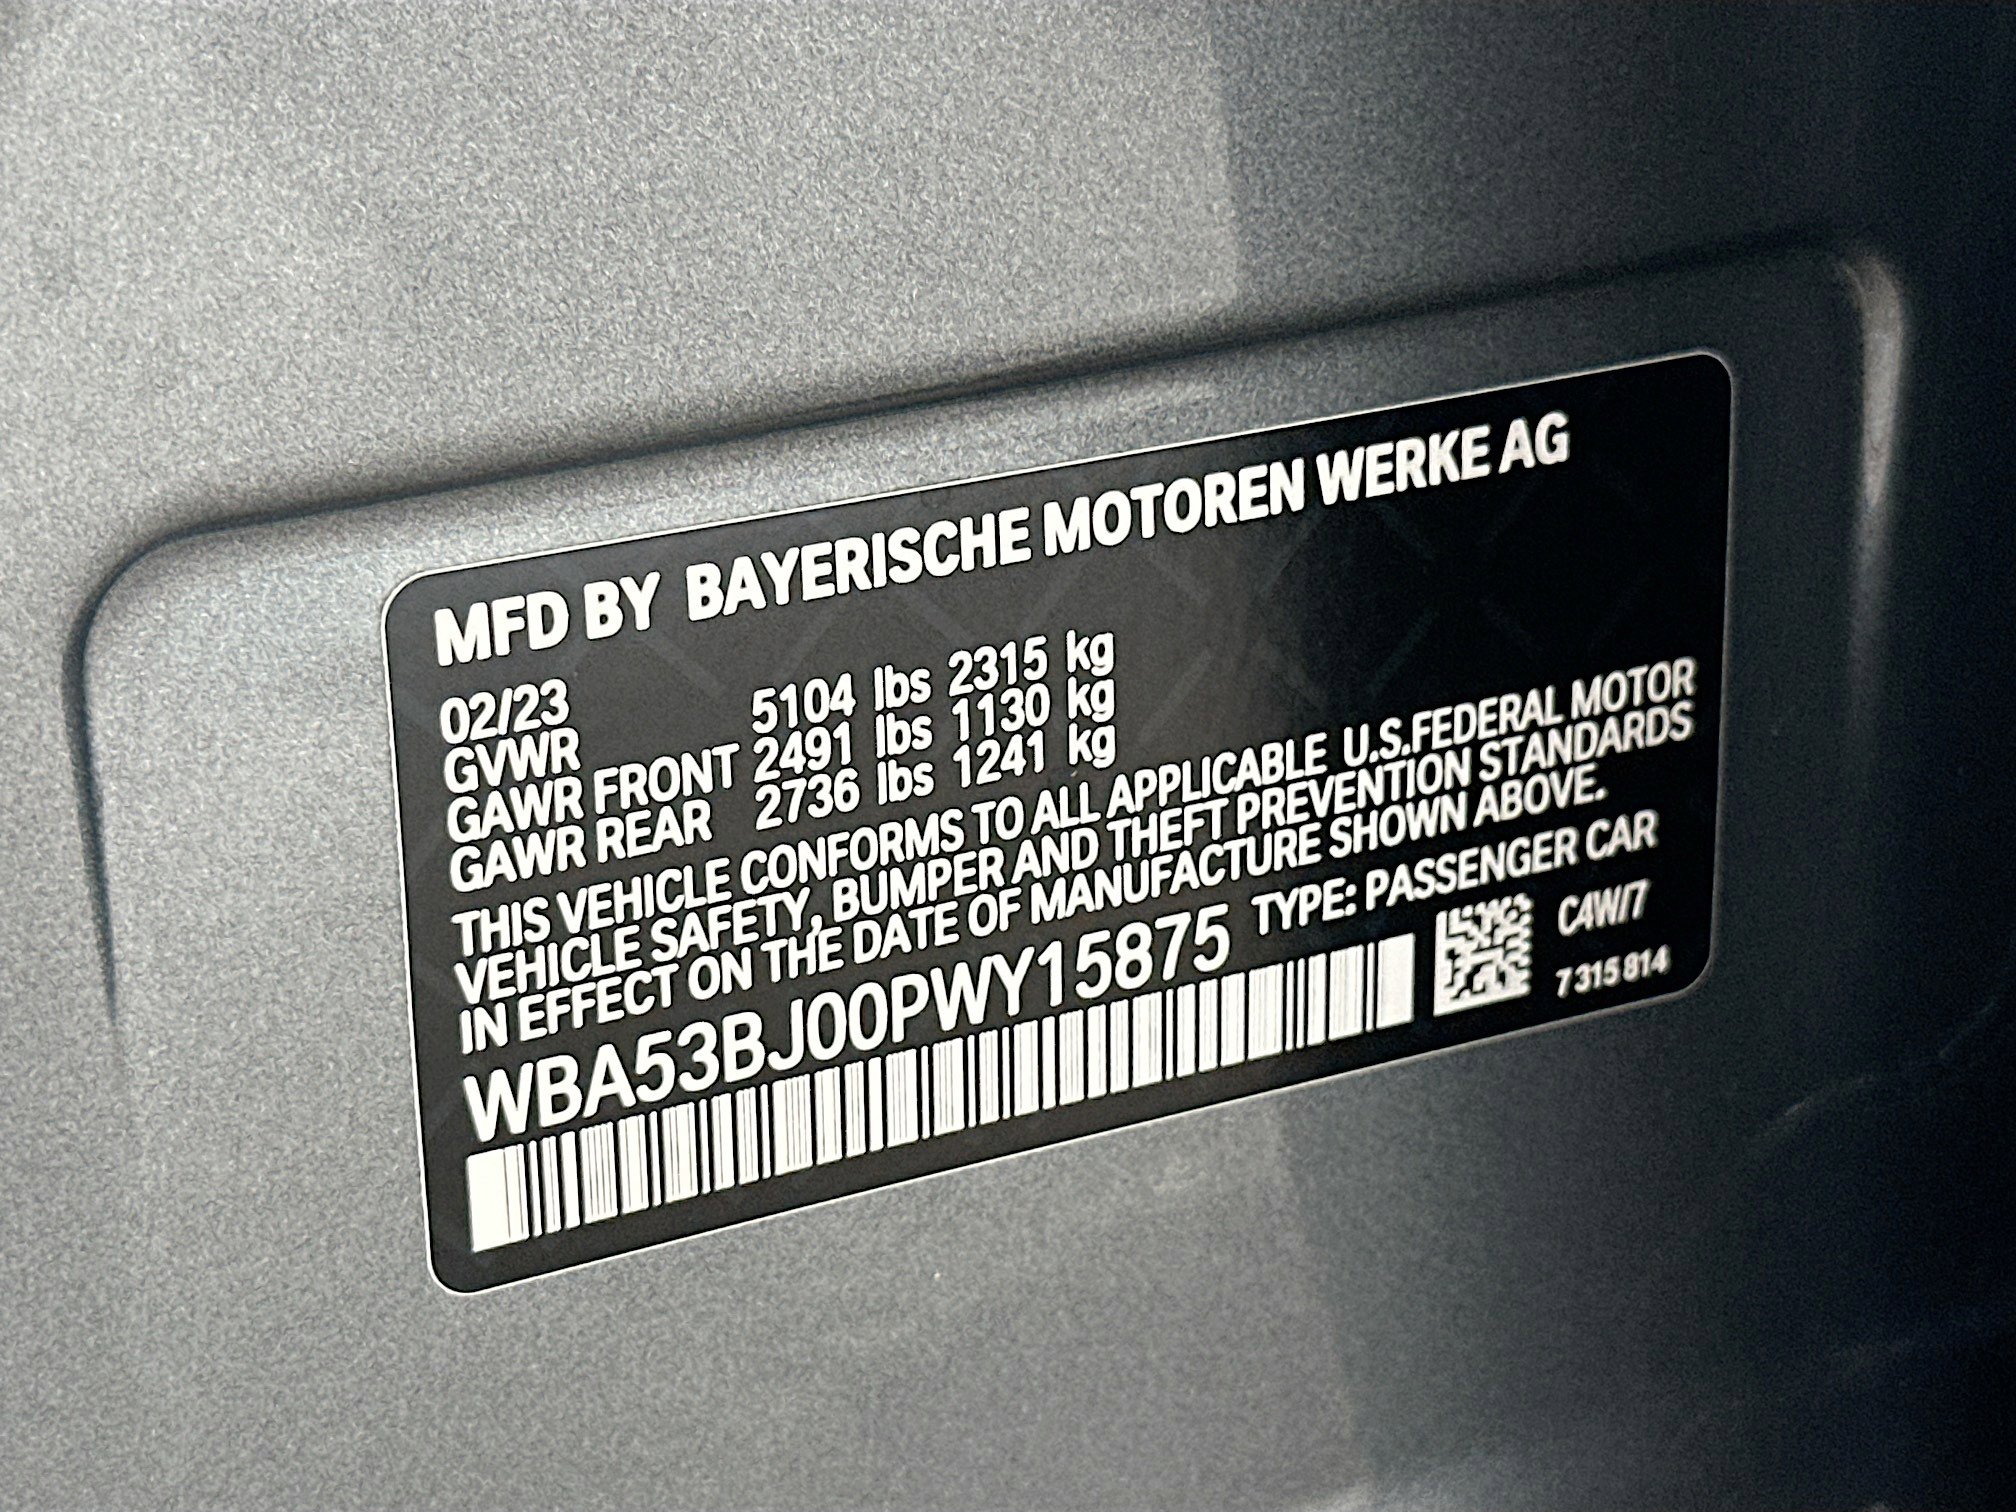 MFD BY BAYERISCHE MOTOREN WERKE AG
02/23
GVWR 5104 lbs 2315 kg
GAWR FRONT 2491 lbs 1130 kg
GAWR REAR 2736 lbs 1241 kg
THIS VEHICLE CONFORMS TO ALL APPLICABLE U.S.FEDERAL MOTOR
VEHICLE SAFETY, BUMPER AND THEFT PREVENTION STANDARDS
IN EFFECT ON THE DATE OF MANUFACTURE SHOWN ABOVE.
WBA53BJ00PWY15875 TYPE: PASSENGER CAR
C4W/7
7 315 814